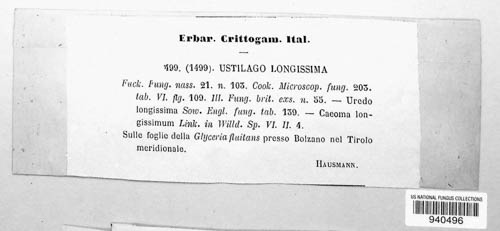 Erbar. Crittogam. Ital.
499. (1499). USTILAGO LONGISSIMA
Fuck. Fung. nass. 21. n. 103. Cook. Microscop. fung. 203.
tab. VI. fig. 109. Ill. Fung. brit. exs. n. 55. — Uredo
longissima Sow. Engl. fung. tab. 139. — Caeoma lon-
gissimum Link. in Willd. Sp. VI. II. 4.
Sulle foglie della Glyceria fluitans presso Bolzano nel Tirolo
meridionale.
HAUSMANN.
US NATIONAL FUNGUS COLLECTIONS
940496